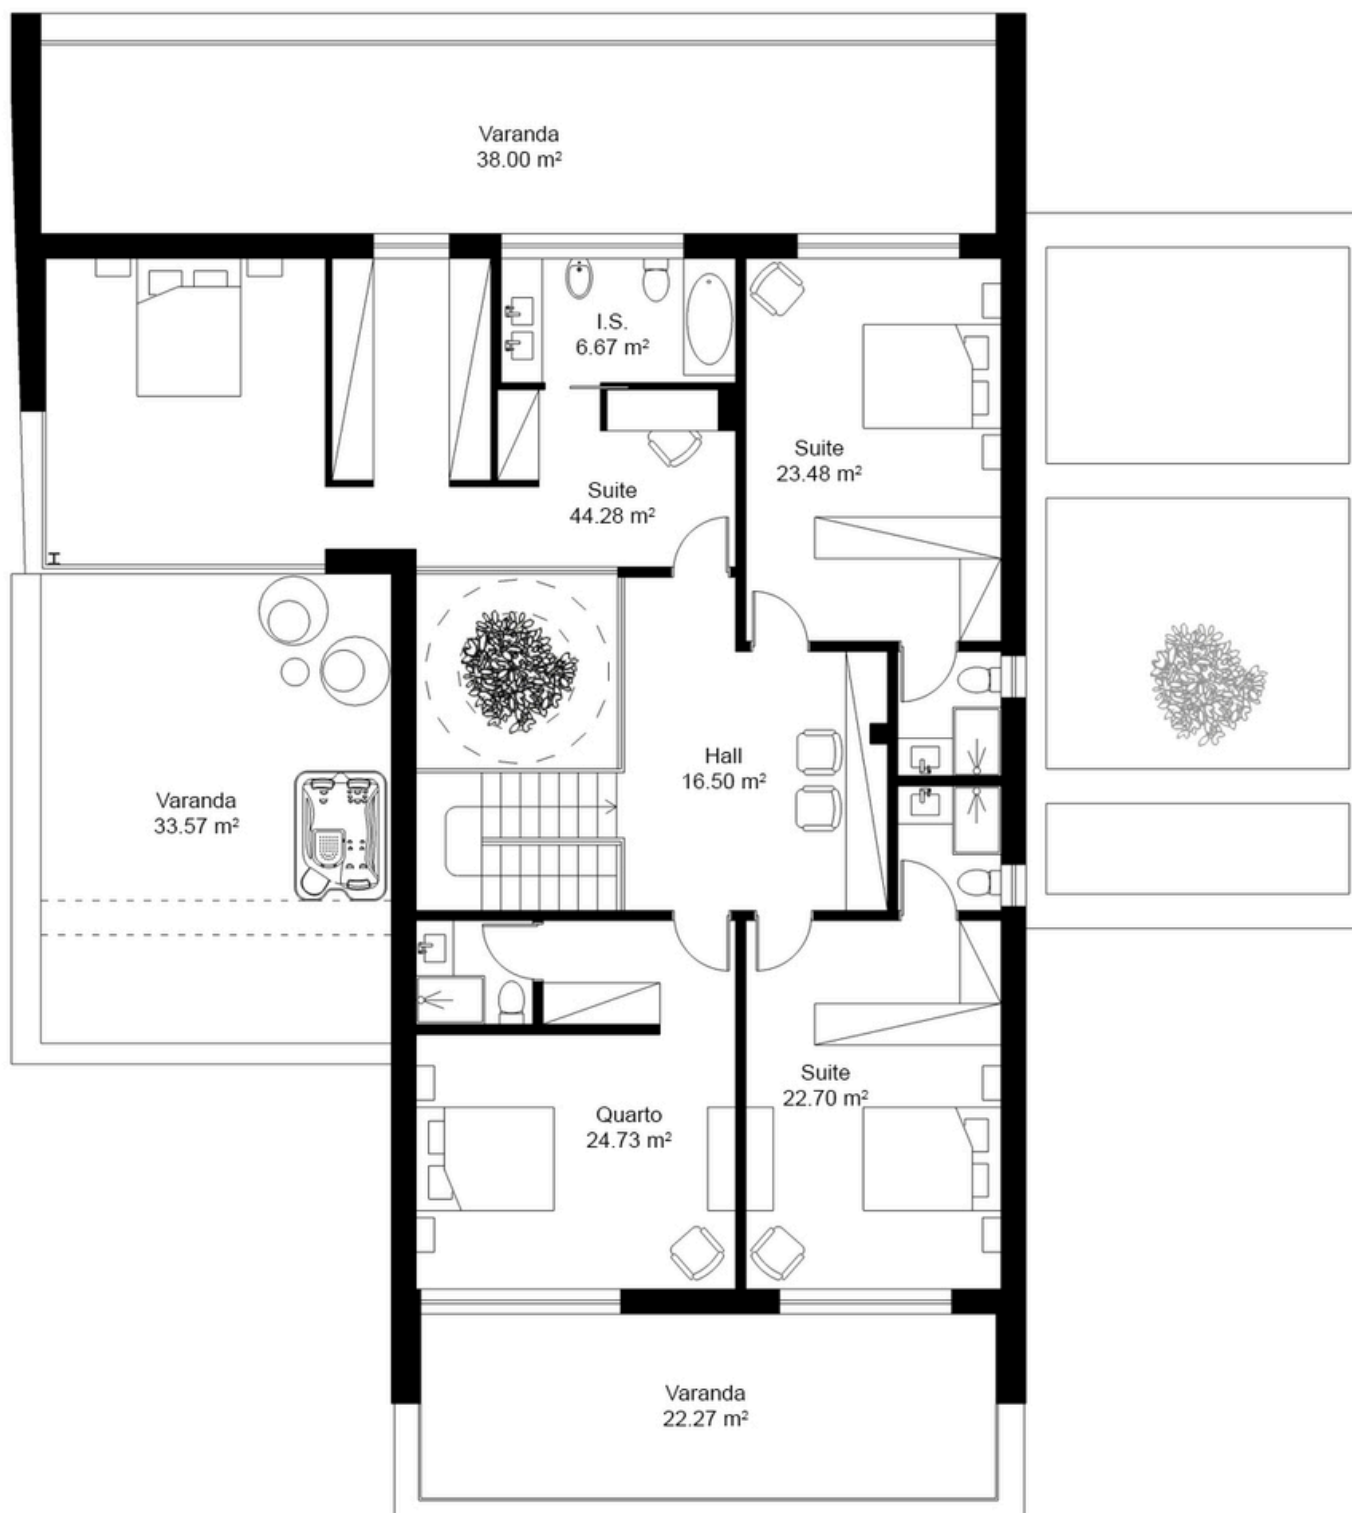 Varanda
38.00 m²
I.S.
6.67 m²
Suite
23.48 m²
Suite
44.28 m²
Hall
16.50 m²
Varanda
33.57 m²
Suite
22.70 m²
Quarto
24.73 m²
Varanda
22.27 m²